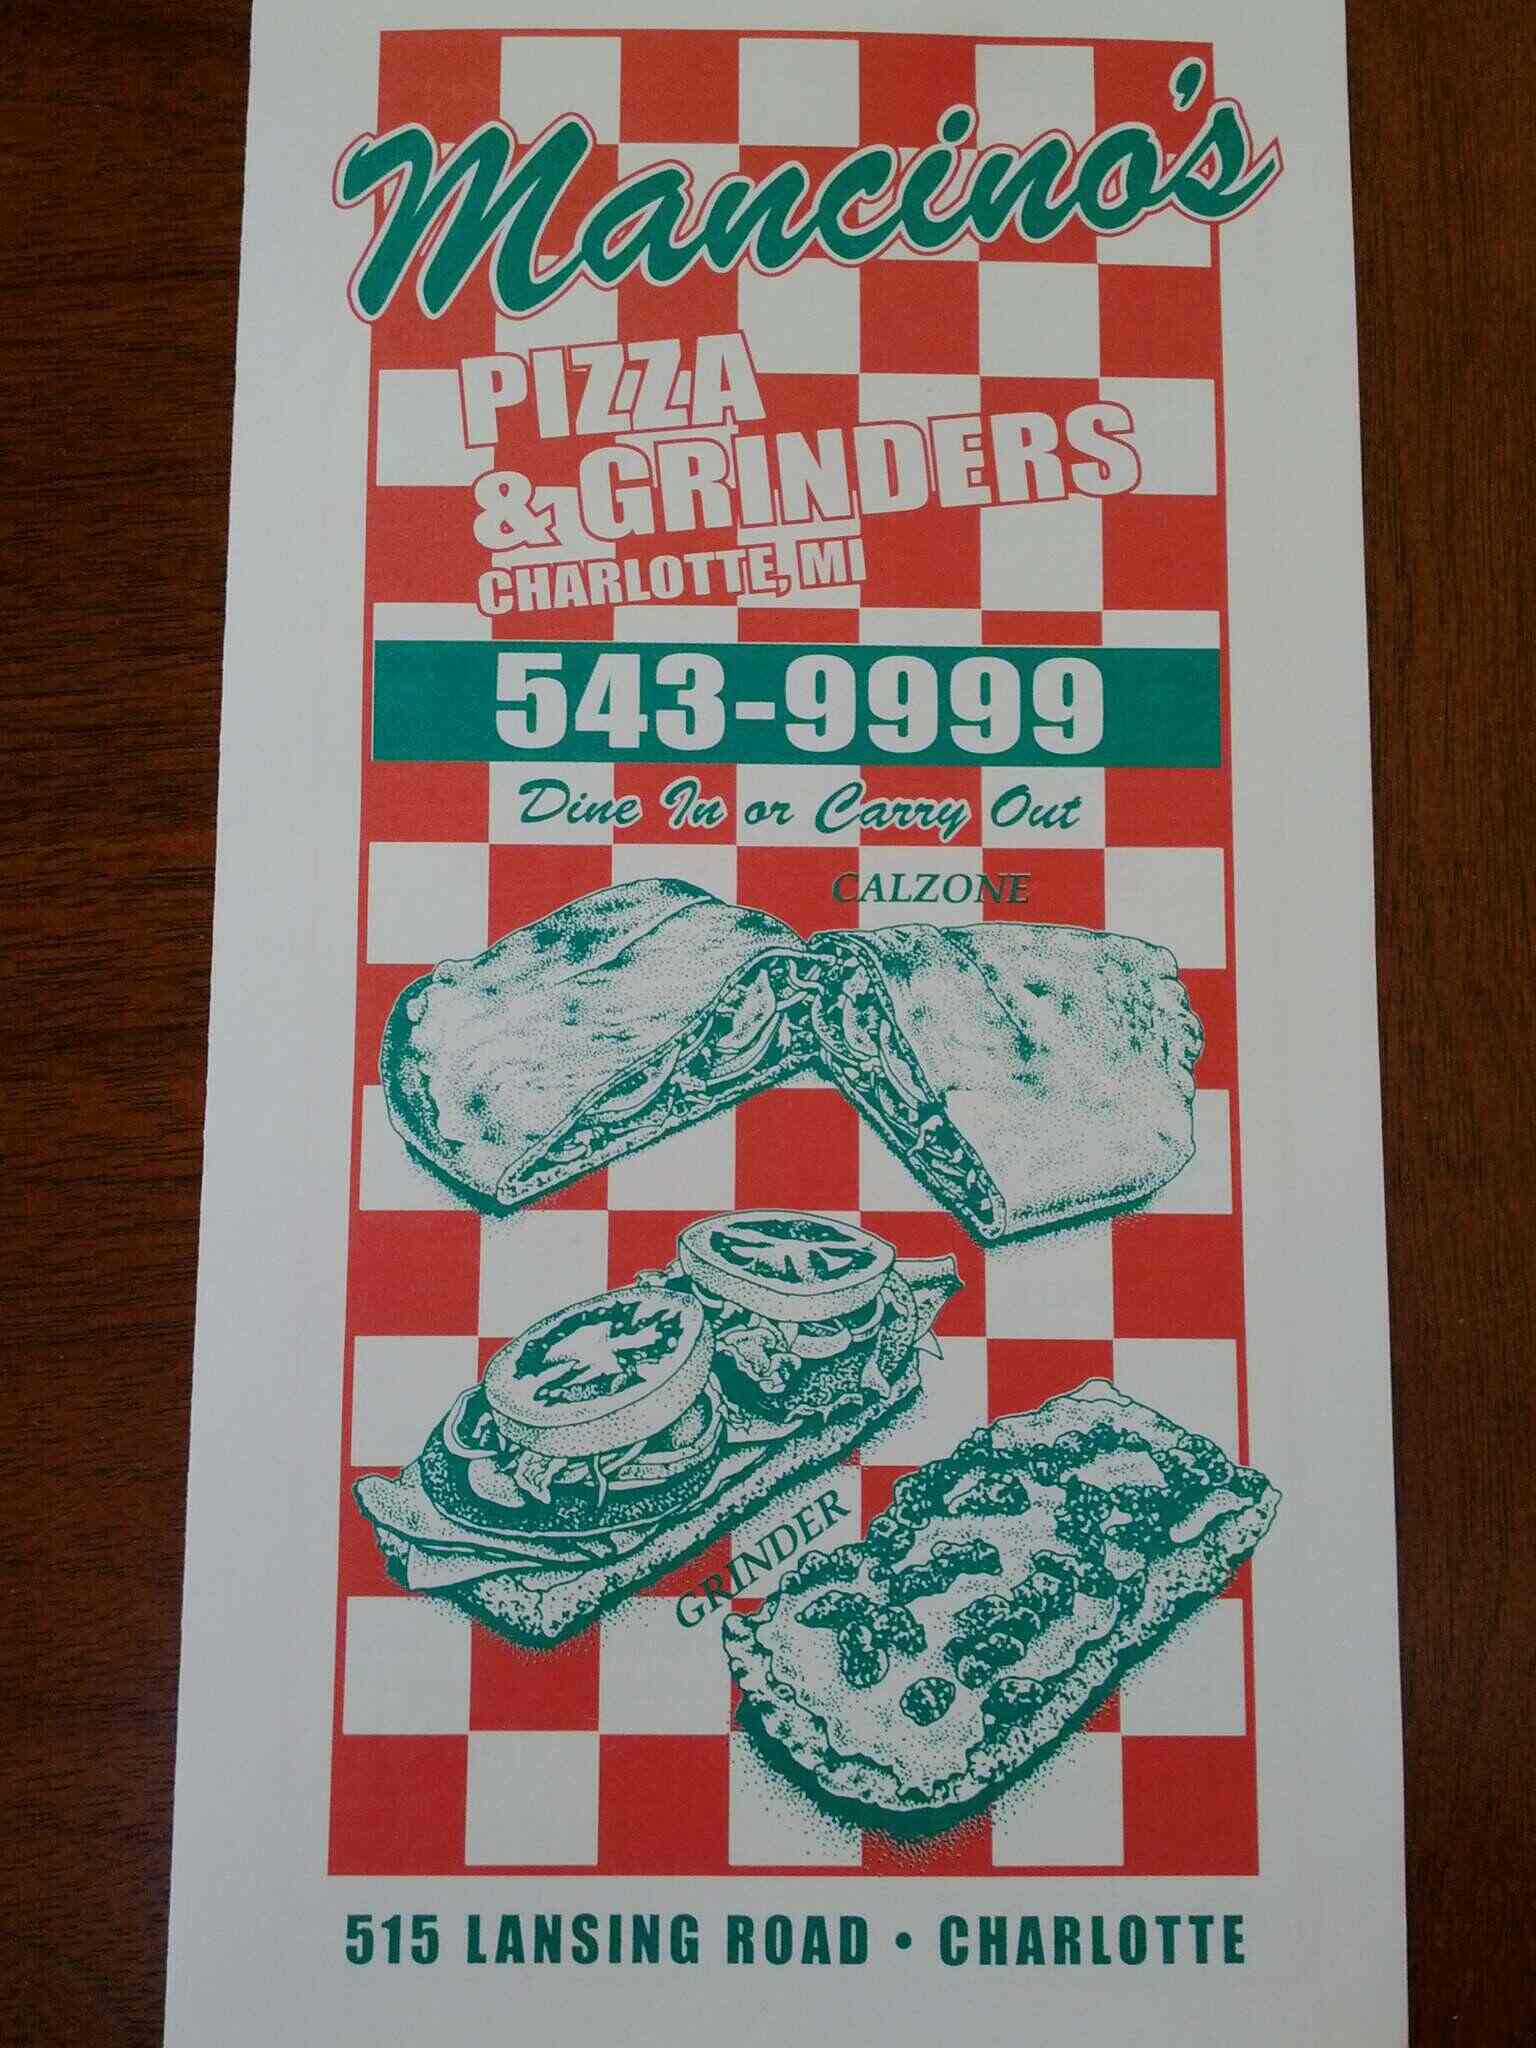 Mancino's
PIZZA
& GRINDERS
CHARLOTTE, MI
543-9999
Dine In or Carry Out
CALZONE
GRINDER
515 LANSING ROAD • CHARLOTTE